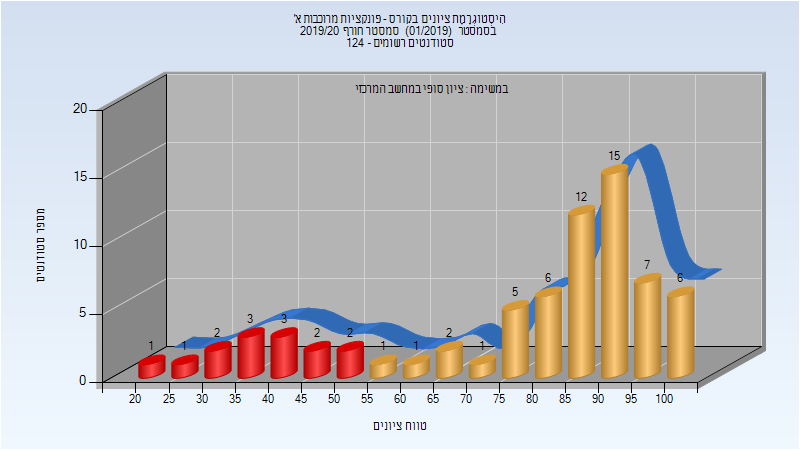 היסטוגרמת ציונים בקורס - פונקציות מרוכבות א'
בסמסטר (01/2019) סמסטר חורף 2019/20
סטודנטים רשומים - 124
במשימה : ציון סופי במחשב המרכזי
מספר סטודנטים
20
15
10
5
0
1 1 2 3 3 2 2 1 1 2 1 5 6 12 15 7 6
20 25 30 35 40 45 50 55 60 65 70 75 80 85 90 95 100
טווח ציונים